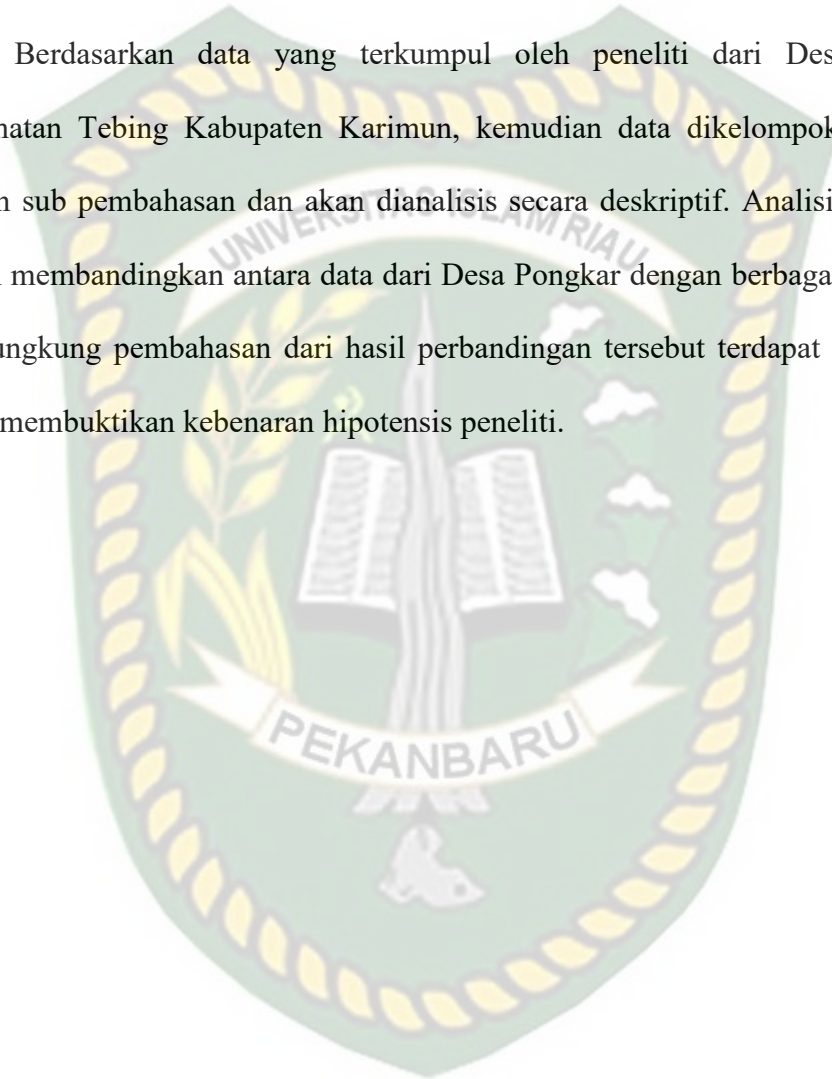 Berdasarkan data yang terkumpul oleh peneliti dari Des
hatan Tebing Kabupaten Karimun, kemudian data dikelompok
sub pembahasan dan akan dianalisis secara deskriptif. Analisi
membandingkan antara data dari Desa Pongkar dengan berbaga
ungkung pembahasan dari hasil perbandingan tersebut terdapat
membuktikan kebenaran hipotensis peneliti.
UNIVERSITAS ISLAM RIAU
PEKANBARU